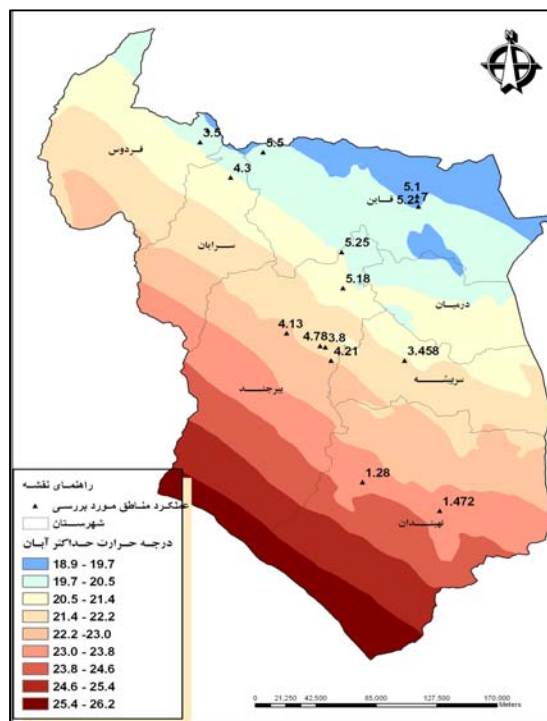 3.5
5.5
فردوس
4.3
5.1
7
5.2
قاین
سرایان
5.25
5.18
درمیان
4.13
4.78
3.8
4.21
3.458
سربیشه
بیرجند
1.28
1.472
نهبندان
راهنمای نقشه
عملکرد مناطق مورد بررسی
شهرستان
درجه حرارت حداکثر آبان
18.9 - 19.7
19.7 - 20.5
20.5 - 21.4
21.4 - 22.2
22.2 -23.0
23.0 - 23.8
23.8 - 24.6
24.6 - 25.4
25.4 - 26.2
0 21,250 42,500 85,000 127,500 170,000
Meters